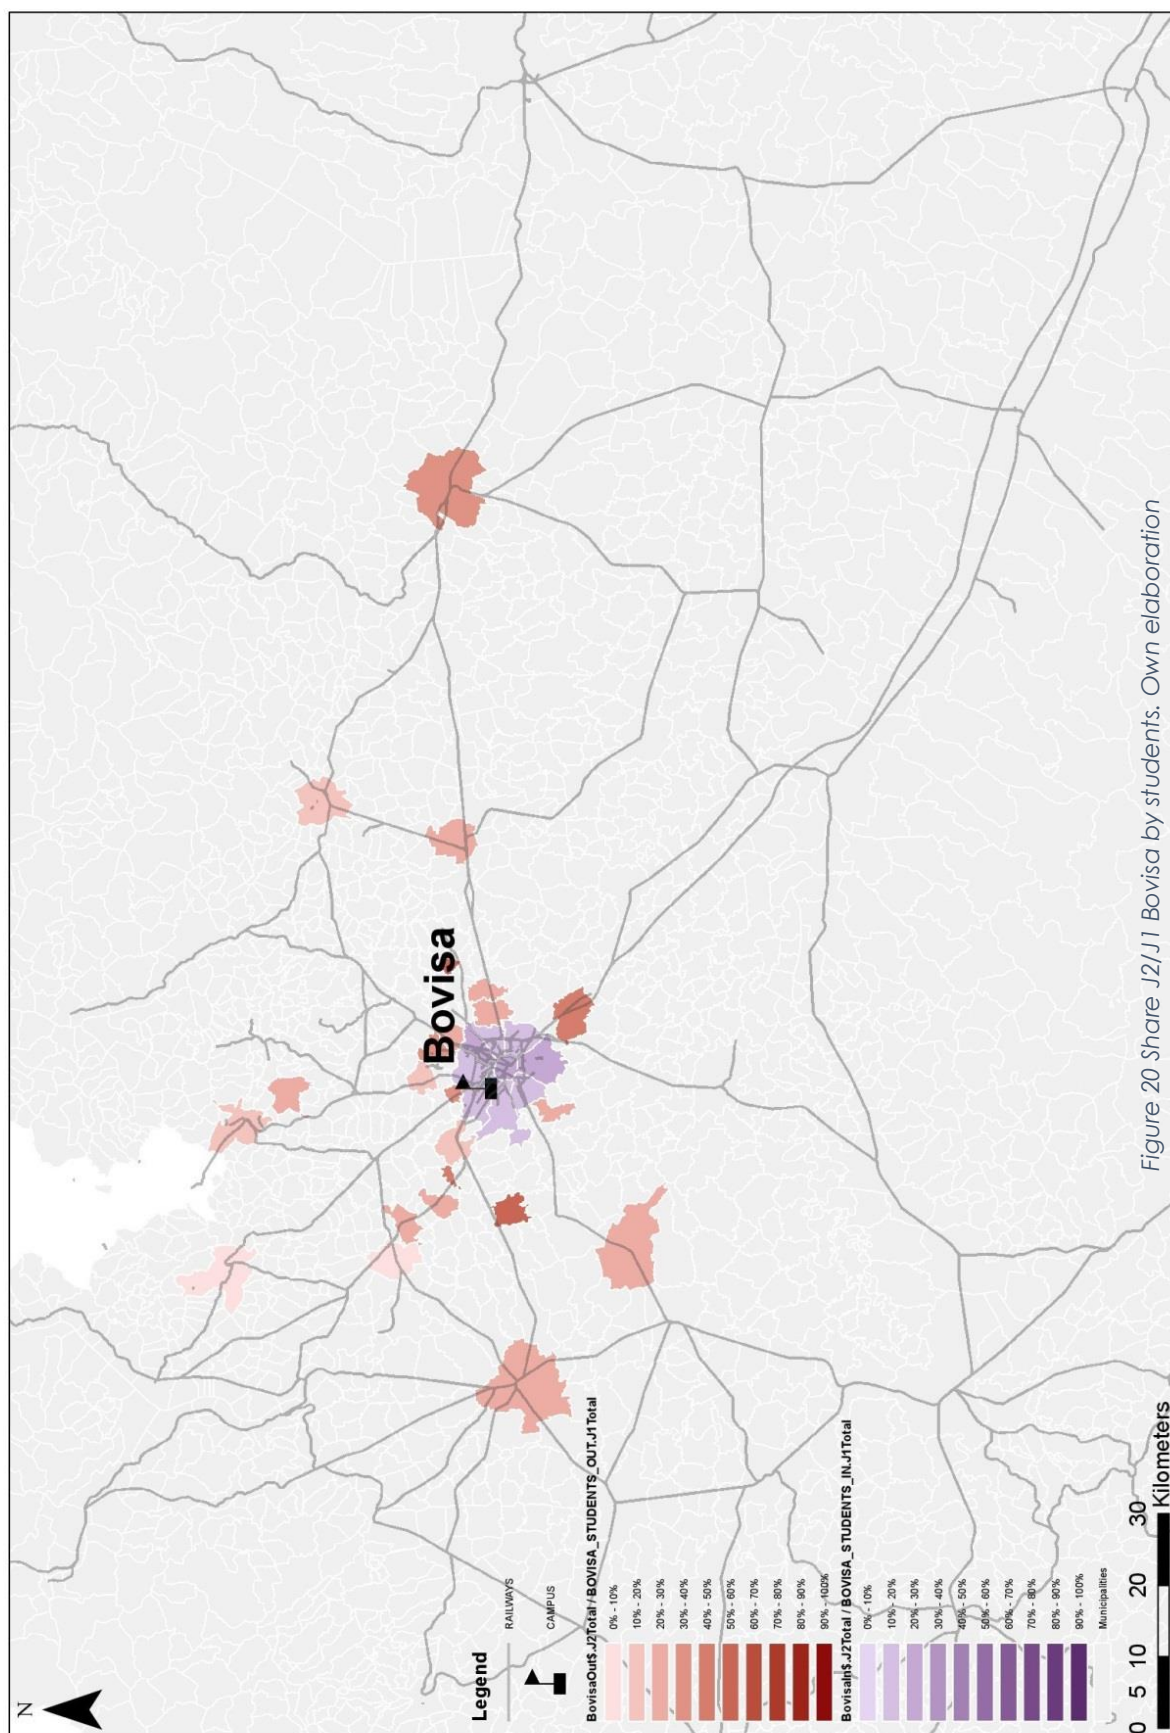 N
Bovisa
Legend
RAILWAYS
CAMPUS
BovisaOut$.J2Total / BOVISA_STUDENTS_OUT.J1Total
0% - 10%
10% - 20%
20% - 30%
30% - 40%
40% - 50%
50% - 60%
60% - 70%
70% - 80%
80% - 90%
90% - 100%
BovisaIn$.J2Total / BOVISA_STUDENTS_IN.J1Total
0% - 10%
10% - 20%
20% - 30%
30% - 40%
40% - 50%
50% - 60%
60% - 70%
70% - 80%
80% - 90%
90% - 100%
Municipalities
0 5 10 20 30
Kilometers
Figure 20 Share J2/J1 Bovisa by students. Own elaboration